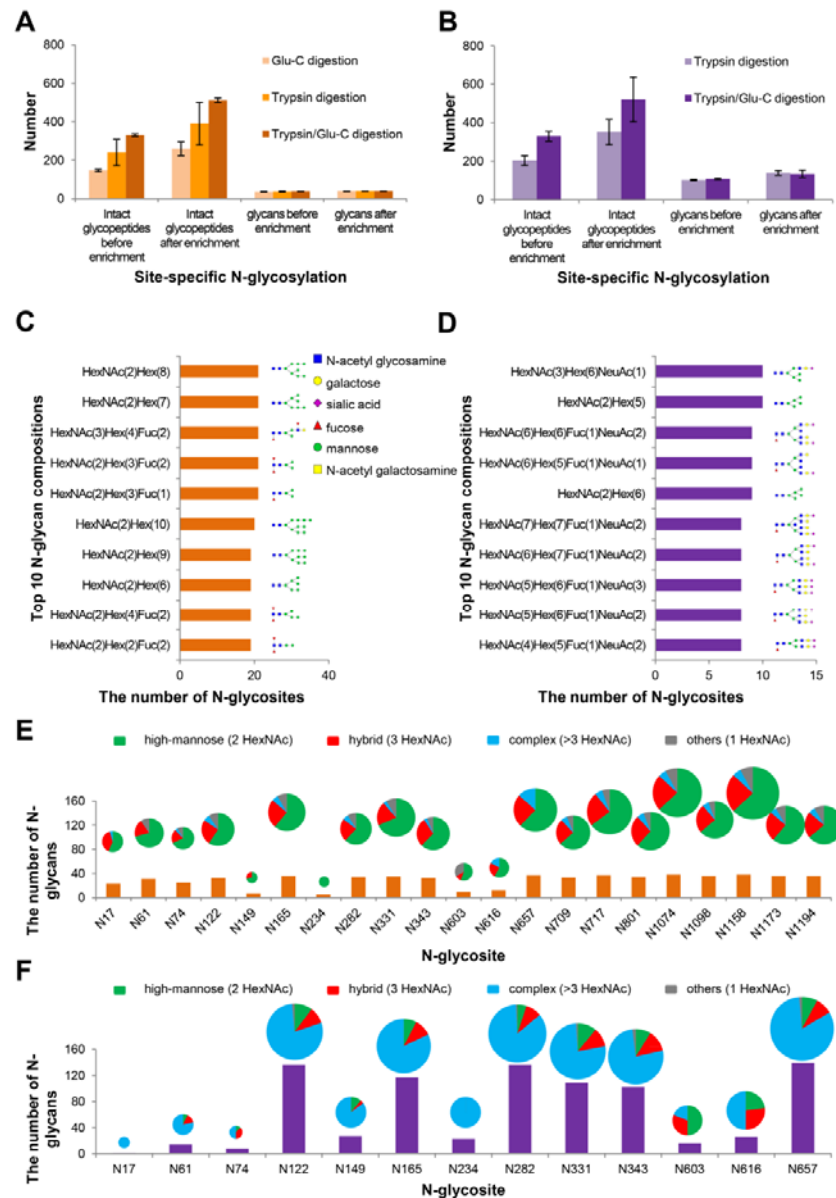 A
800
600
400
200
0
Number
Glu-C digestion
Trypsin digestion
Trypsin/Glu-C digestion
Intact glycopeptides before enrichment
Intact glycopeptides after enrichment
glycans before enrichment
glycans after enrichment
Site-specific N-glycosylation
B
800
600
400
200
0
Number
Trypsin digestion
Trypsin/Glu-C digestion
Intact glycopeptides before enrichment
Intact glycopeptides after enrichment
glycans before enrichment
glycans after enrichment
Site-specific N-glycosylation
C
Top 10 N-glycan compositions
HexNAc(2)Hex(8)
HexNAc(2)Hex(7)
HexNAc(3)Hex(4)Fuc(2)
HexNAc(2)Hex(3)Fuc(2)
HexNAc(2)Hex(3)Fuc(1)
HexNAc(2)Hex(10)
HexNAc(2)Hex(9)
HexNAc(2)Hex(6)
HexNAc(2)Hex(4)Fuc(2)
HexNAc(2)Hex(2)Fuc(2)
0 20 40
The number of N-glycosites
N-acetyl glycosamine
galactose
sialic acid
fucose
mannose
N-acetyl galactosamine
D
Top 10 N-glycan compositions
HexNAc(3)Hex(6)NeuAc(1)
HexNAc(2)Hex(5)
HexNAc(6)Hex(6)Fuc(1)NeuAc(2)
HexNAc(6)Hex(5)Fuc(1)NeuAc(1)
HexNAc(2)Hex(6)
HexNAc(7)Hex(7)Fuc(1)NeuAc(2)
HexNAc(6)Hex(7)Fuc(1)NeuAc(2)
HexNAc(5)Hex(6)Fuc(1)NeuAc(3)
HexNAc(5)Hex(6)Fuc(1)NeuAc(2)
HexNAc(4)Hex(5)Fuc(1)NeuAc(2)
0 5 10 15
The number of N-glycosites
E
high-mannose (2 HexNAc) hybrid (3 HexNAc) complex (>3 HexNAc) others (1 HexNAc)
The number of N-
glycans
160
120
80
40
0
N17 N61 N74 N122 N149 N165 N234 N282 N331 N343 N603 N616 N657 N709 N717 N801 N1074 N1098 N1158 N1173 N1194
N-glycosite
F
high-mannose (2 HexNAc) hybrid (3 HexNAc) complex (>3 HexNAc) others (1 HexNAc)
The number of N-
glycans
160
120
80
40
0
N17 N61 N74 N122 N149 N165 N234 N282 N331 N343 N603 N616 N657
N-glycosite